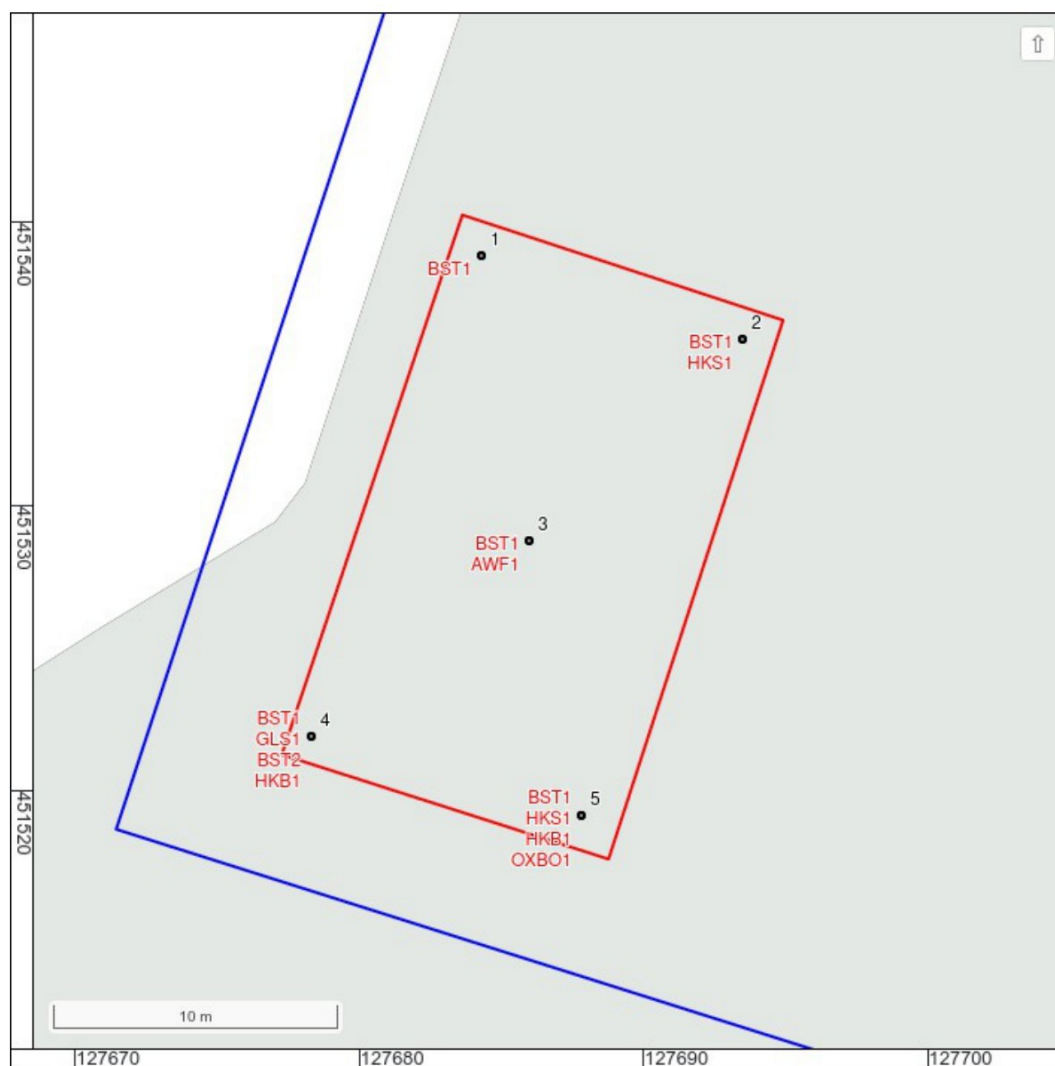 ⇧
451540
1
BST1
2
BST1
HKS1
451530
3
BST1
AWF1
4
BST1
GLS1
BST2
HKB1
451520
5
BST1
HKS1
HKB1
OXBO1
10 m
127670
127680
127690
127700